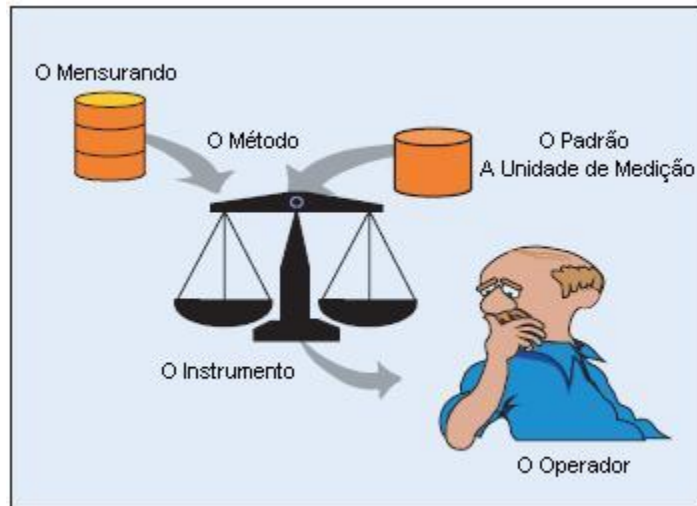 O Mensurando
O Método
O Padrão
A Unidade de Medição
O Instrumento
O Operador